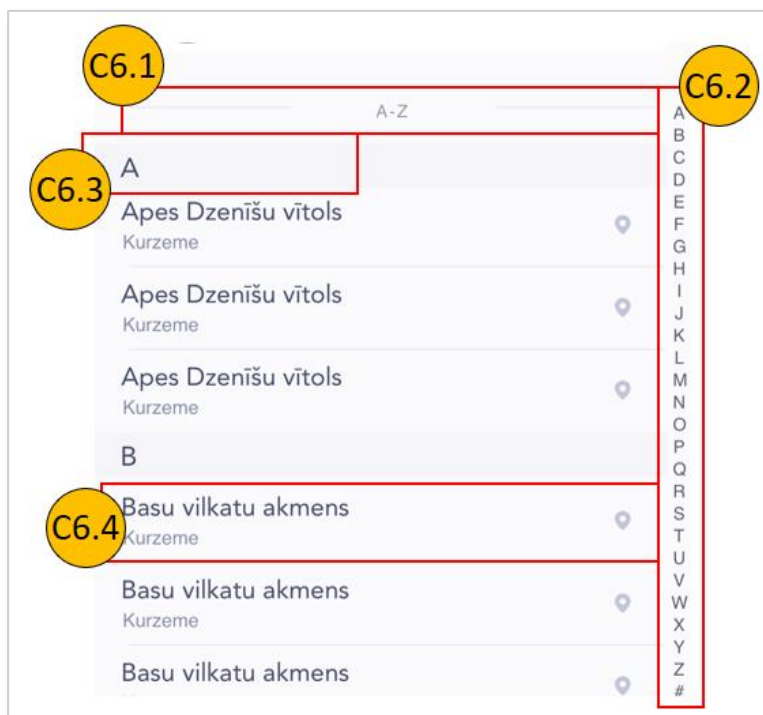 C6.1
C6.2
A-Z
C6.3
A
Apes Dzenīšu vītols
Kurzeme
Apes Dzenīšu vītols
Kurzeme
Apes Dzenīšu vītols
Kurzeme
B
C6.4
Basu vilkatu akmens
Kurzeme
Basu vilkatu akmens
Kurzeme
Basu vilkatu akmens
A
B
C
D
E
F
G
H
I
J
K
L
M
N
O
P
Q
R
S
T
U
V
W
X
Y
Z
#